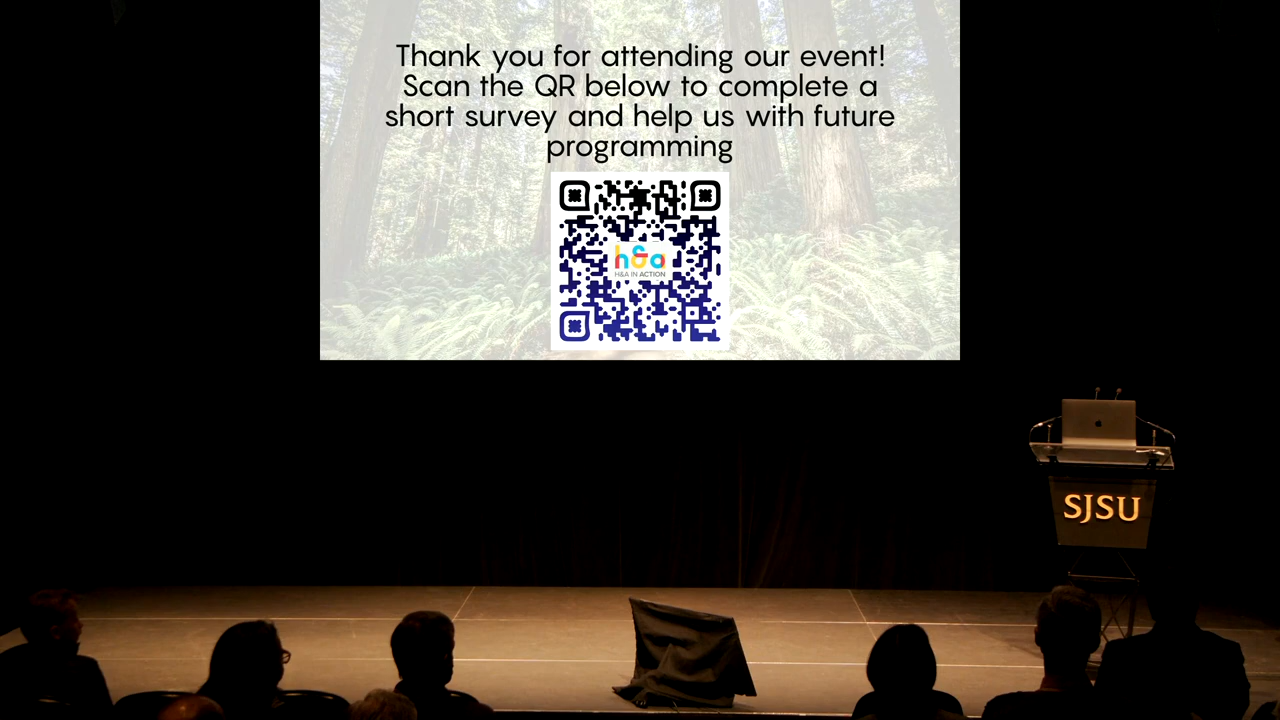 Thank you for attending our event!
Scan the QR below to complete a
short survey and help us with future
programming
h&a
H&A IN ACTION
SJSU